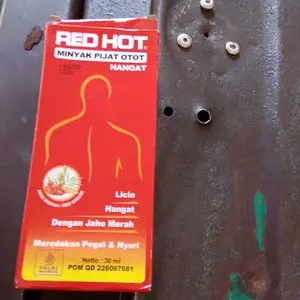 RED HOT®
MINYAK PIJAT OTOT
HANGAT
Licin
Hangat
Dengan Jahe Merah
Meredakan Pegal & Nyeri
Netto : 30 ml
POM QD 226067681
HALAL